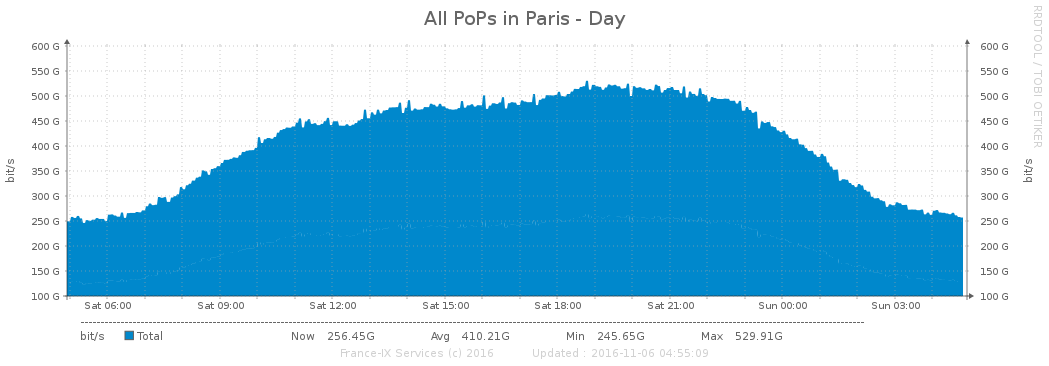 All PoPs in Paris - Day
RRDTOOL / TOBI OETIKER
600 G 600 G
550 G 550 G
500 G 500 G
450 G 450 G
400 G 400 G
350 G 350 G
300 G 300 G
250 G 250 G
200 G 200 G
150 G 150 G
100 G 100 G
bit/s bit/s
Sat 06:00 Sat 09:00 Sat 12:00 Sat 15:00 Sat 18:00 Sat 21:00 Sun 00:00 Sun 03:00
bit/s Total Now 256.45G Avg 410.21G Min 245.65G Max 529.91G
France-IX Services (c) 2016 Updated : 2016-11-06 04:55:09